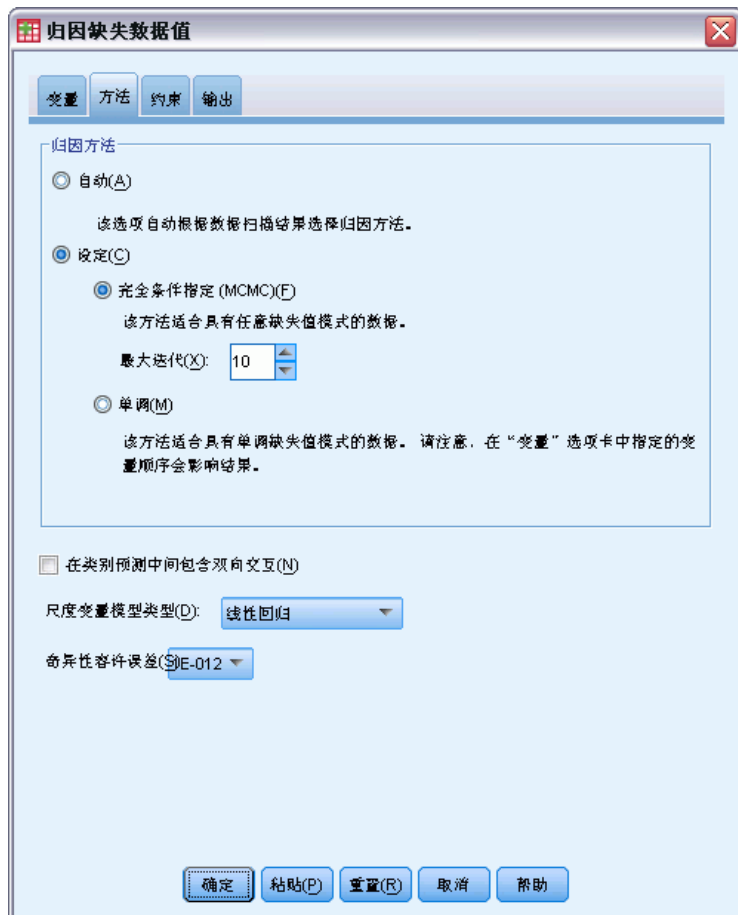 归因缺失数据值
变量 方法 约束 输出
归因方法
自动(A)
该选项自动根据数据扫描结果选择归因方法。
设定(C)
完全条件指定 (MCMC)(F)
该方法适合具有任意缺失值模式的数据。
最大迭代(X): 10
单调(M)
该方法适合具有单调缺失值模式的数据。 请注意，在“变量”选项卡中指定的变
量顺序会影响结果。
在类别预测中间包含双向交互(N)
尺度变量模型类型(D): 线性回归
奇异性容许误差(S) E-012
确定 粘贴(P) 重置(R) 取消 帮助